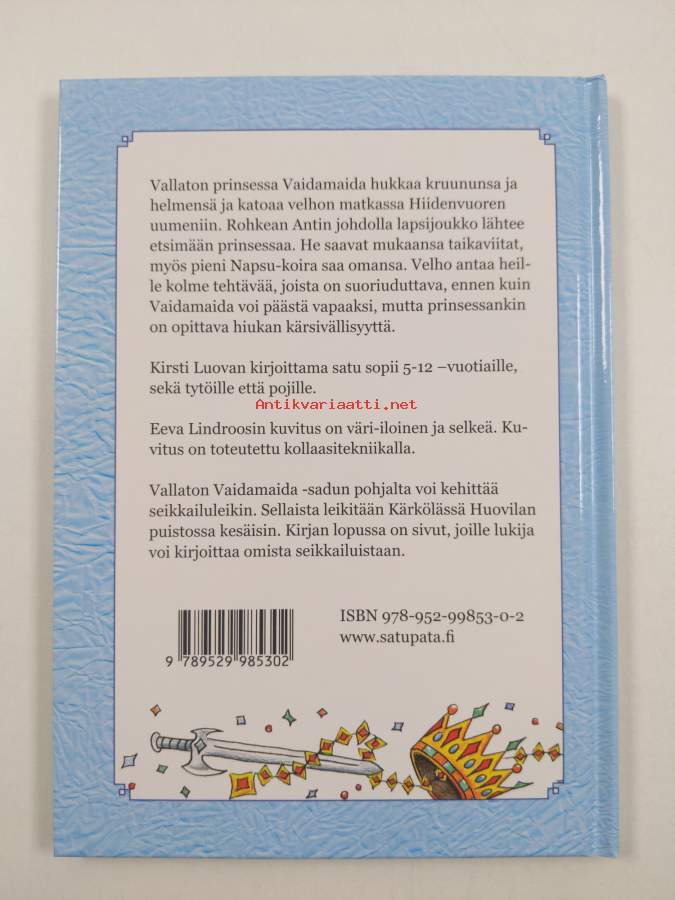 Vallaton prinsessa Vaidamaida hukkaa kruununsa ja
helmensä ja katoaa velhon matkassa Hiidenvuoren
uumeniin. Rohkean Antin johdolla lapsijoukko lähtee
etsimään prinsessaa. He saavat mukaansa taikaviitat,
myös pieni Napsu-koira saa omansa. Velho antaa heil-
le kolme tehtävää, joista on suoriuduttava, ennen kuin
Vaidamaida voi päästä vapaaksi, mutta prinsessankin
on opittava hiukan kärsivällisyyttä.
Kirsti Luovan kirjoittama satu sopii 5-12 –vuotiaille,
sekä tytöille että pojille.
Antikvariaatti.net
Eeva Lindroosin kuvitus on väri-iloinen ja selkeä. Ku-
vitus on toteutettu kollaasitekniikalla.
Vallaton Vaidamaida -sadun pohjalta voi kehittää
seikkailuleikin. Sellaista leikitään Kärkölässä Huovilan
puistossa kesäisin. Kirjan lopussa on sivut, joille lukija
voi kirjoittaa omista seikkailuistaan.
ISBN 978-952-99853-0-2
www.satupata.fi
9 789529 985302